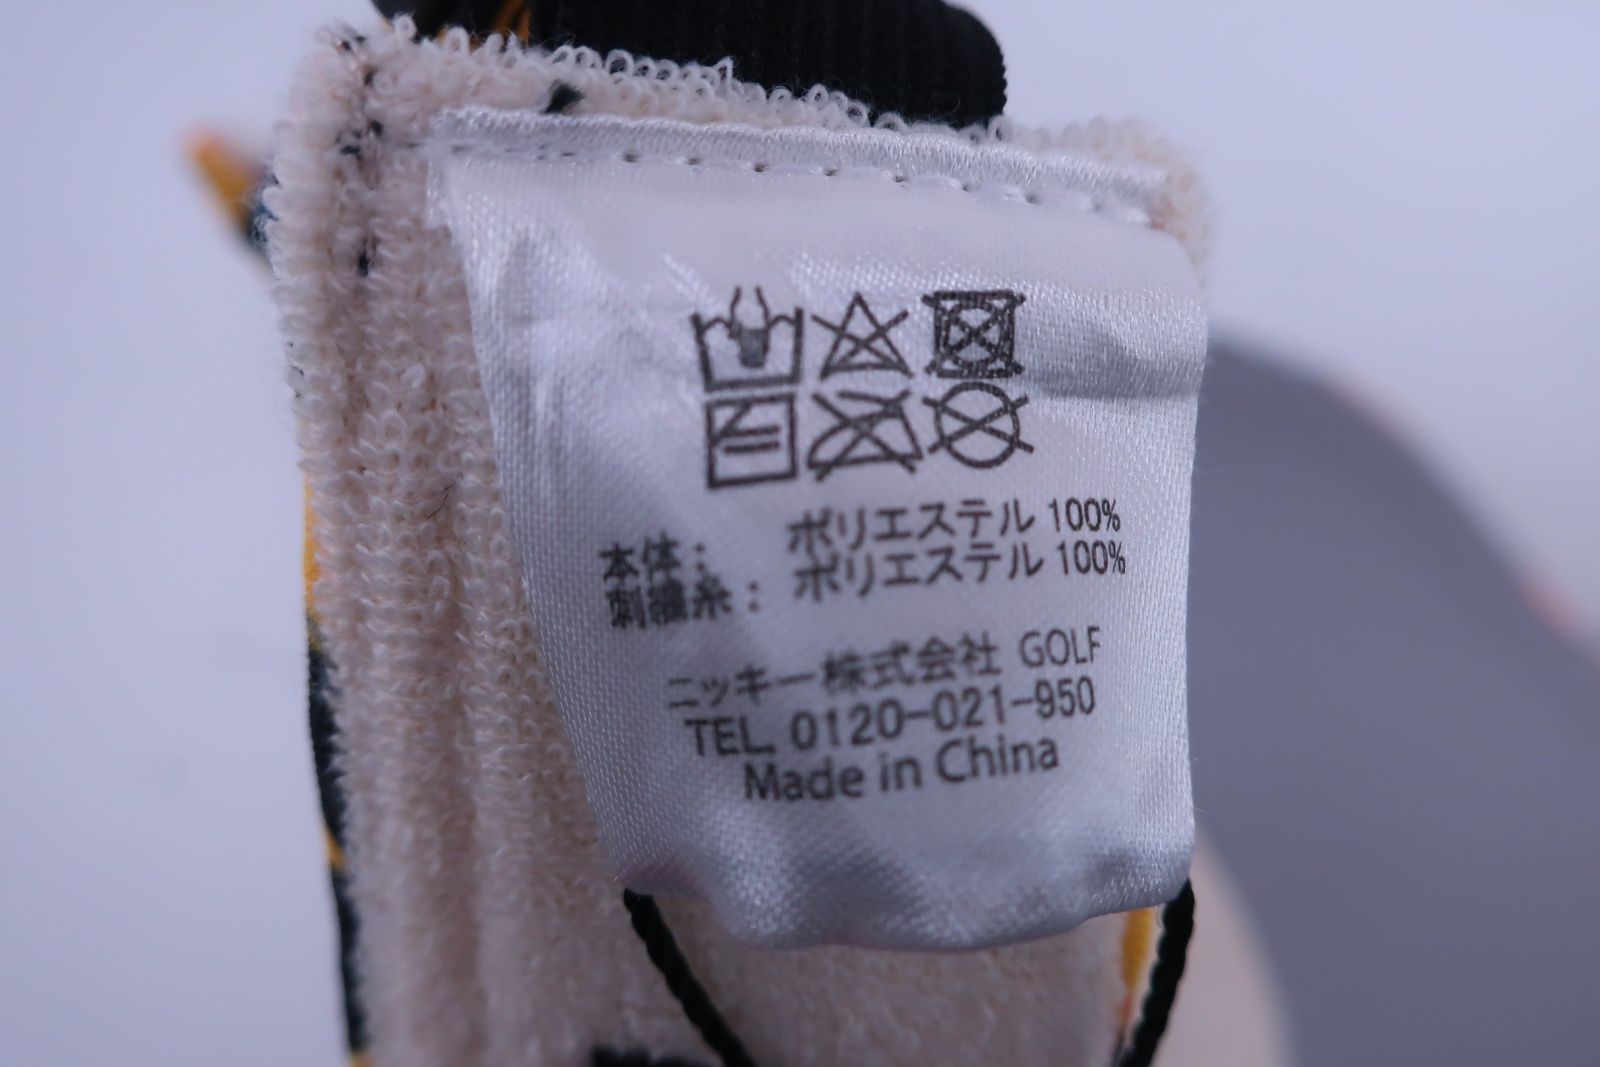 本体: ポリエステル 100%
刺繍糸: ポリエステル 100%
ニッキー株式会社 GOLF
TEL. 0120-021-950
Made in China